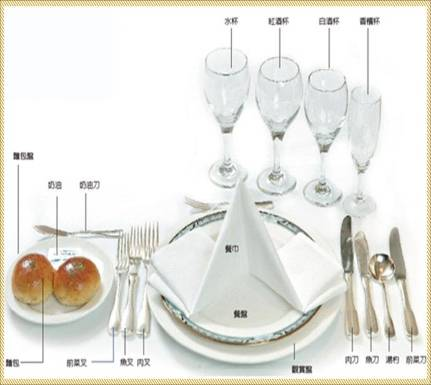 水杯
紅酒杯
白酒杯
香檳杯
麵包盤
奶油
奶油刀
餐巾
餐盤
麵包
前菜叉
魚叉
肉叉
觀賞盤
肉刀
魚刀
湯杓
前菜刀